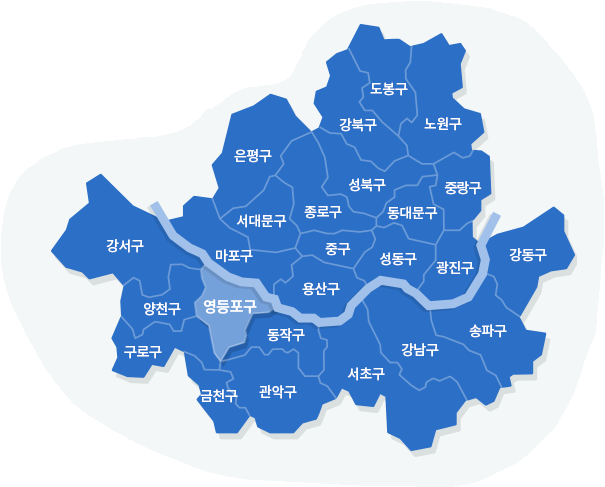 도봉구
강북구
노원구
은평구
성북구
중랑구
서대문구
종로구
동대문구
강서구
마포구
중구
성동구
광진구
강동구
용산구
양천구
영등포구
동작구
송파구
구로구
강남구
서초구
금천구
관악구